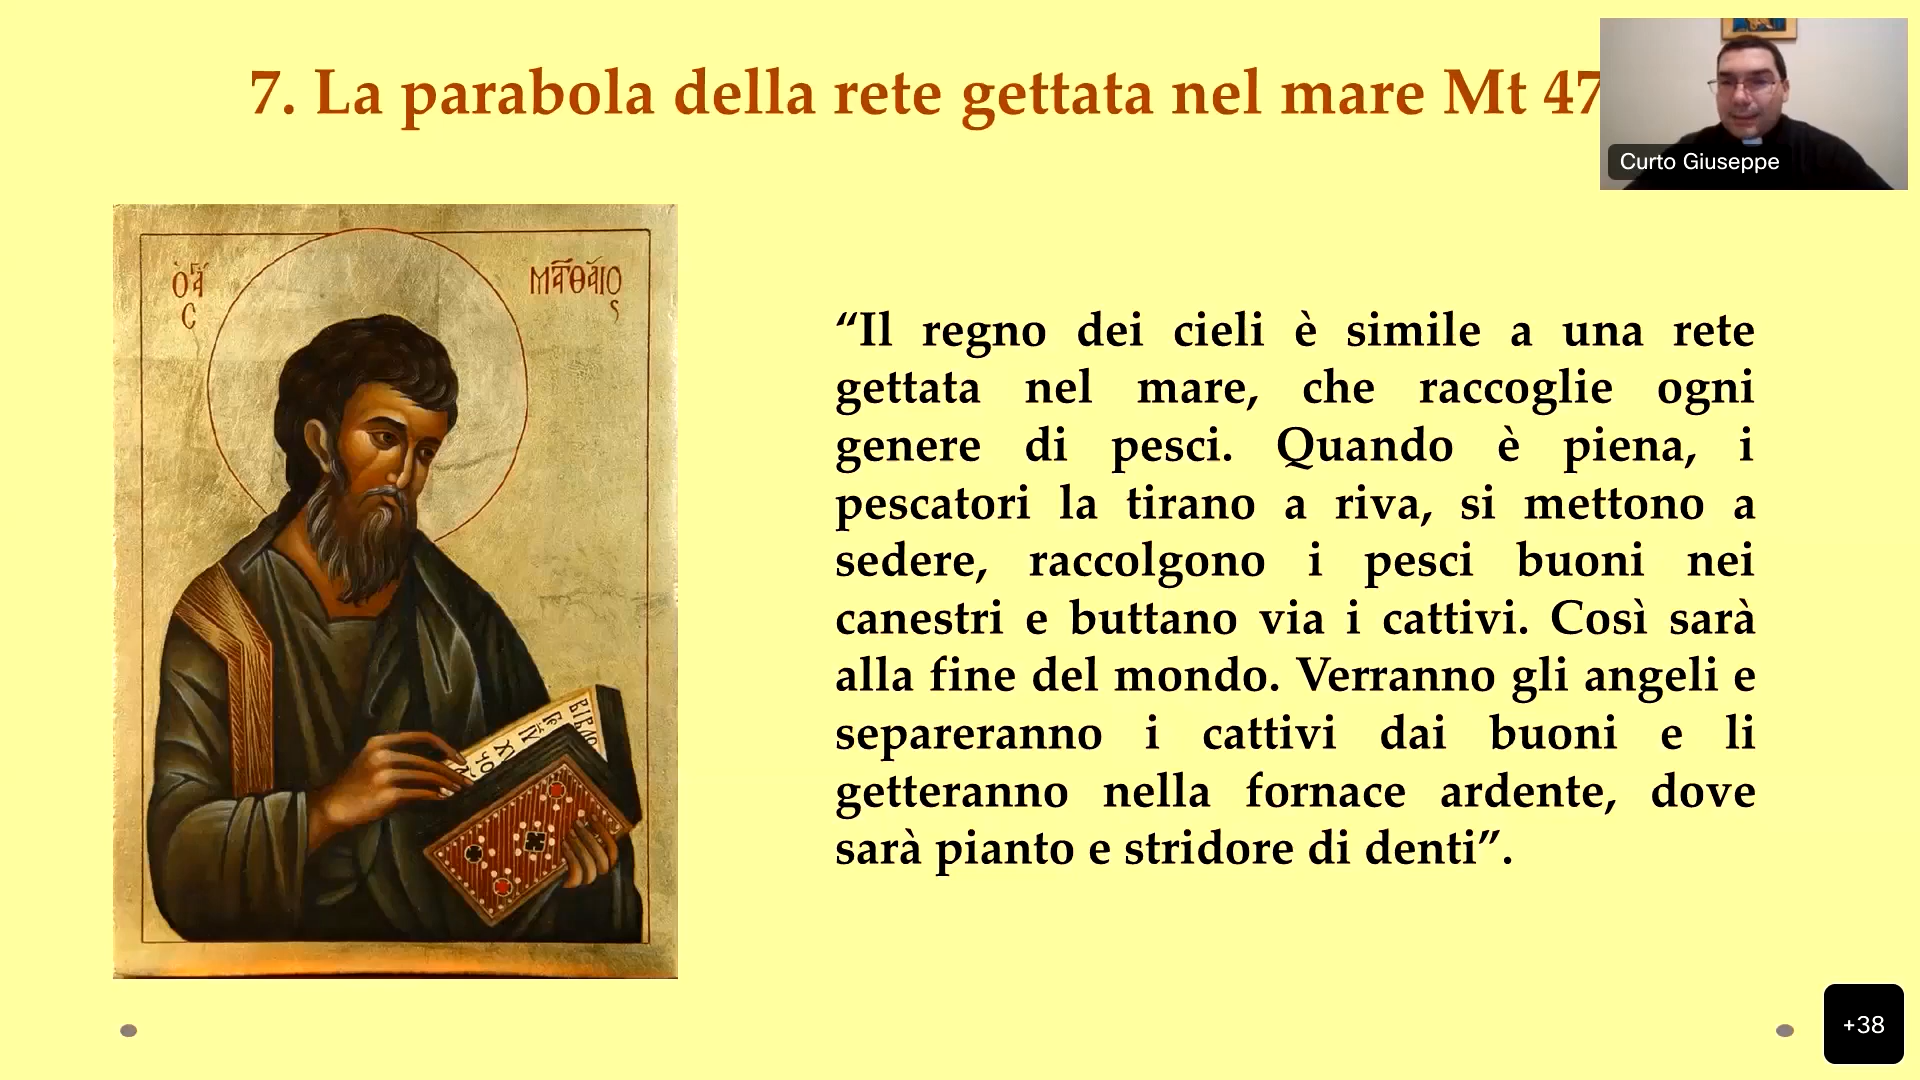 7. La parabola della rete gettata nel mare Mt 47
Curto Giuseppe
ΜΑΤΘΑΙΟ
ς
“Il regno dei cieli è simile a una rete
gettata nel mare, che raccoglie ogni
genere di pesci. Quando è piena, i
pescatori la tirano a riva, si mettono a
sedere, raccolgono i pesci buoni nei
canestri e buttano via i cattivi. Così sarà
alla fine del mondo. Verranno gli angeli e
separeranno i cattivi dai buoni e li
getteranno nella fornace ardente, dove
sarà pianto e stridore di denti”.
+38